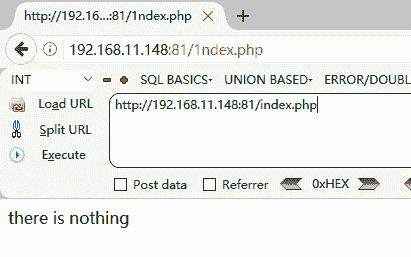 http://192.16...:81/1ndex.php
192.168.11.148:81/1ndex.php
INT SQL BASICS UNION BASED ERROR/DOUBL
Load URL
http://192.168.11.148:81/index.php
Split URL
Execute
Post data Referrer 0xHEX
there is nothing